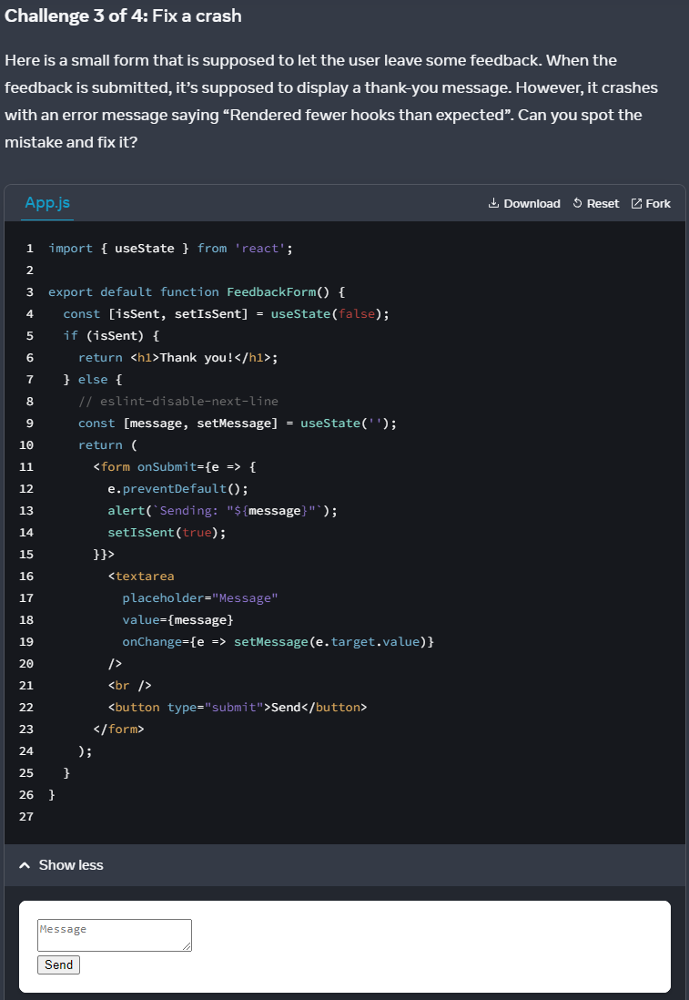 Challenge 3 of 4: Fix a crash
Here is a small form that is supposed to let the user leave some feedback. When the
feedback is submitted, it’s supposed to display a thank-you message. However, it crashes
with an error message saying “Rendered fewer hooks than expected”. Can you spot the
mistake and fix it?
App.js Download Reset Fork
1 import { useState } from 'react';
2
3 export default function FeedbackForm() {
4   const [isSent, setIsSent] = useState(false);
5   if (isSent) {
6     return <h1>Thank you!</h1>;
7   } else {
8     // eslint-disable-next-line
9     const [message, setMessage] = useState('');
10     return (
11       <form onSubmit={e => {
12         e.preventDefault();
13         alert(`Sending: "${message}"`);
14         setIsSent(true);
15       }}>
16         <textarea
17           placeholder="Message"
18           value={message}
19           onChange={e => setMessage(e.target.value)}
20         />
21         <br />
22         <button type="submit">Send</button>
23       </form>
24     );
25   }
26 }
27
Show less
Message
Send